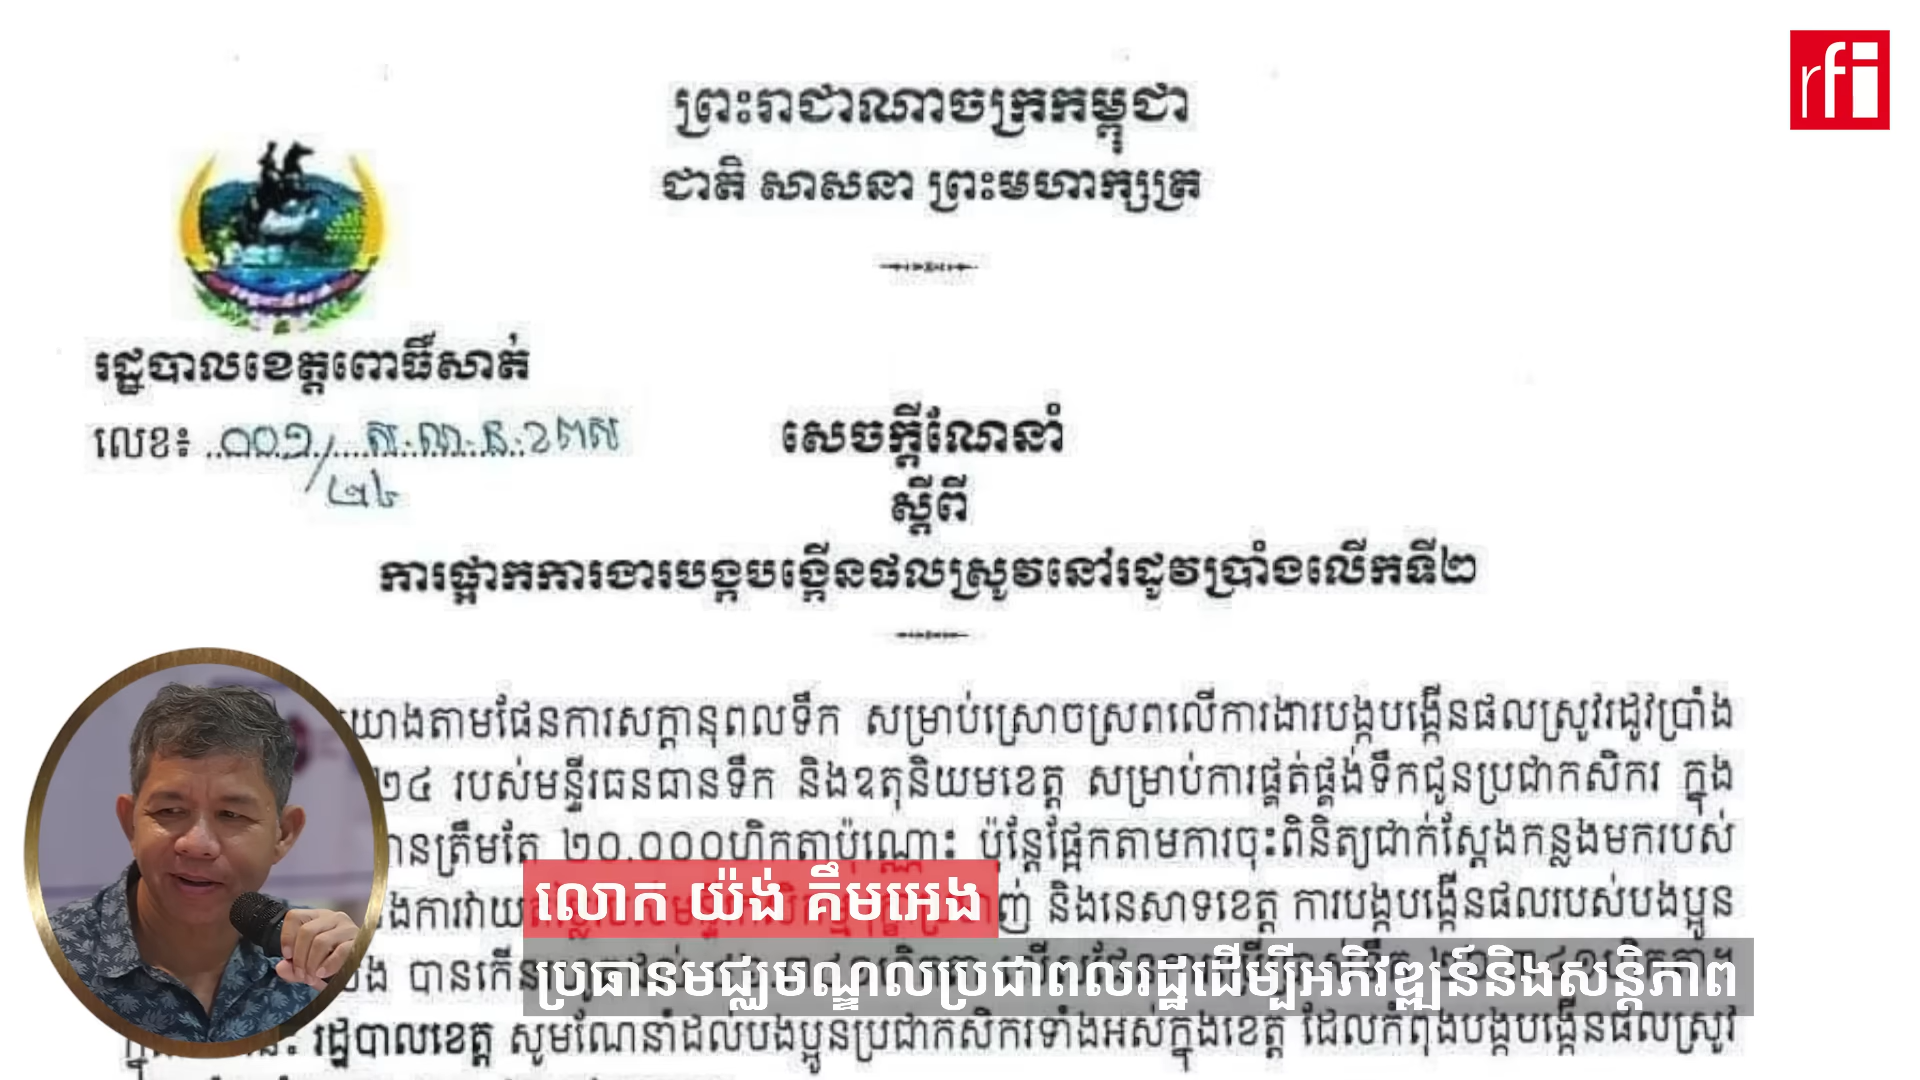 rfi
ព្រះរាជាណាចក្រកម្ពុជា
ជាតិ សាសនា ព្រះមហាក្សត្រ
រដ្ឋបាលខេត្តពោធិ៍សាត់
លេខ៖ ..០០១/២៤ ស.ណ.ន.ខពស
សេចក្តីណែនាំ
ស្តីពី
ការផ្អាកការងារបង្កបង្កើនផលស្រូវនៅរដូវប្រាំងលើកទី២
យោងតាមផែនការសក្តានុពលទឹក សម្រាប់ស្រោចស្រពលើការងារបង្កបង្កើនផលស្រូវរដូវប្រាំង
២៤ របស់មន្ទីរធនធានទឹក និងឧតុនិយមខេត្ត សម្រាប់ការផ្គត់ផ្គង់ទឹកជូនប្រជាកសិករ ក្នុង
ត្រឹមតែ ២០.០០០ហិកតាប៉ុណ្ណោះ ប៉ុន្តែផ្អែកតាមការចុះពិនិត្យជាក់ស្តែងកន្លងមករបស់
និងនេសាទខេត្ត ការបង្កបង្កើនផលរបស់បងប្អូន
លោក យ៉ង់ គឹមអេង
បានកើន
ប្រធានមជ្ឈមណ្ឌលប្រជាពលរដ្ឋដើម្បីអភិវឌ្ឍន៍និងសន្តិភាព
រដ្ឋបាលខេត្ត សូមណែនាំដល់បងប្អូនប្រជាកសិករទាំងអស់ក្នុងខេត្ត ដែលកំពុងបង្កបង្កើនផលស្រូវ